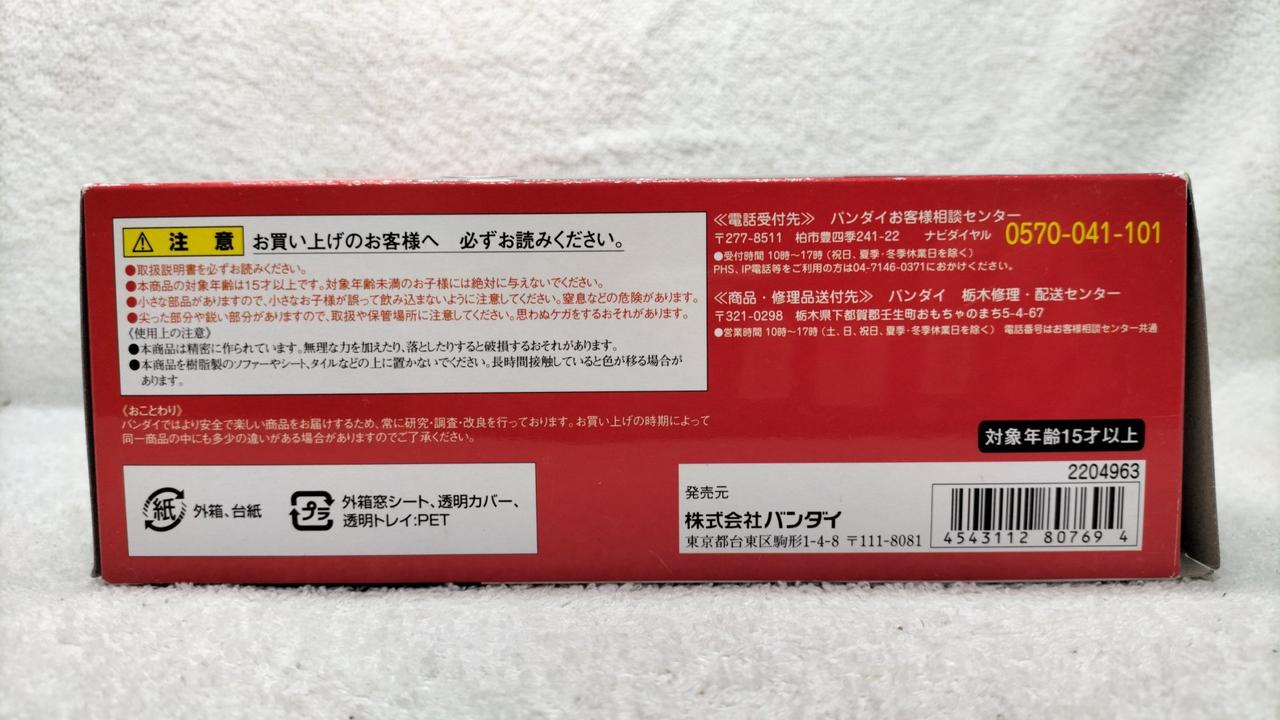 注 意 お買い上げのお客様へ 必ずお読みください。
●取扱説明書を必ずお読みください。
●本商品の対象年齢は15才以上です。対象年齢未満のお子様には絶対に与えないでください。
●小さな部品がありますので、小さなお子様が誤って飲み込まないように注意してください。窒息などの危険があります。
●尖った部分や鋭い部分がありますので、取扱や保管場所に注意してください。思わぬケガをするおそれがあります。
《使用上の注意》
●本商品は精密に作られています。無理な力を加えたり、落としたりすると破損するおそれがあります。
●本商品を樹脂製のソファーやシート、タイルなどの上に置かないでください。長時間接触していると色が移る場合が
あります。
《おことわり》
バンダイではより安全で楽しい商品をお届けするため、常に研究・調査・改良を行っております。お買い上げの時期によって
同一商品の中にも多少の違いがある場合がありますのでご了承ください。
紙 外箱、台紙
プラ 外箱窓シート、透明カバー、
透明トレイ:PET
≪電話受付先≫ バンダイお客様相談センター
〒277-8511 柏市豊四季241-22 ナビダイヤル 0570-041-101
●受付時間 10時〜17時(祝日、夏季・冬季休業日を除く)
PHS、IP電話等をご利用の方は04-7146-0371におかけください。
≪商品・修理品送付先≫ バンダイ 栃木修理・配送センター
〒321-0298 栃木県下都賀郡壬生町おもちゃのまち5-4-67
●営業時間 10時〜17時(土、日、祝日、夏季・冬季休業日を除く) 電話番号はお客様相談センター共通
対象年齢15才以上
2204963
発売元
株式会社バンダイ
東京都台東区駒形1-4-8 〒111-8081
4543112 80769 4